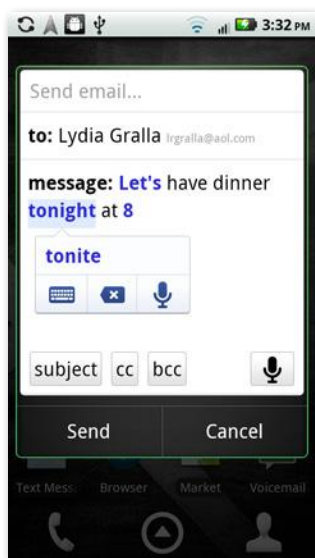 3:32 PM
Send email...
to: Lydia Gralla lrgralla@aol.com
message: Let's have dinner
tonight at 8
tonite
subject cc bcc
Send Cancel
Text Mess Browser Market Voicemail